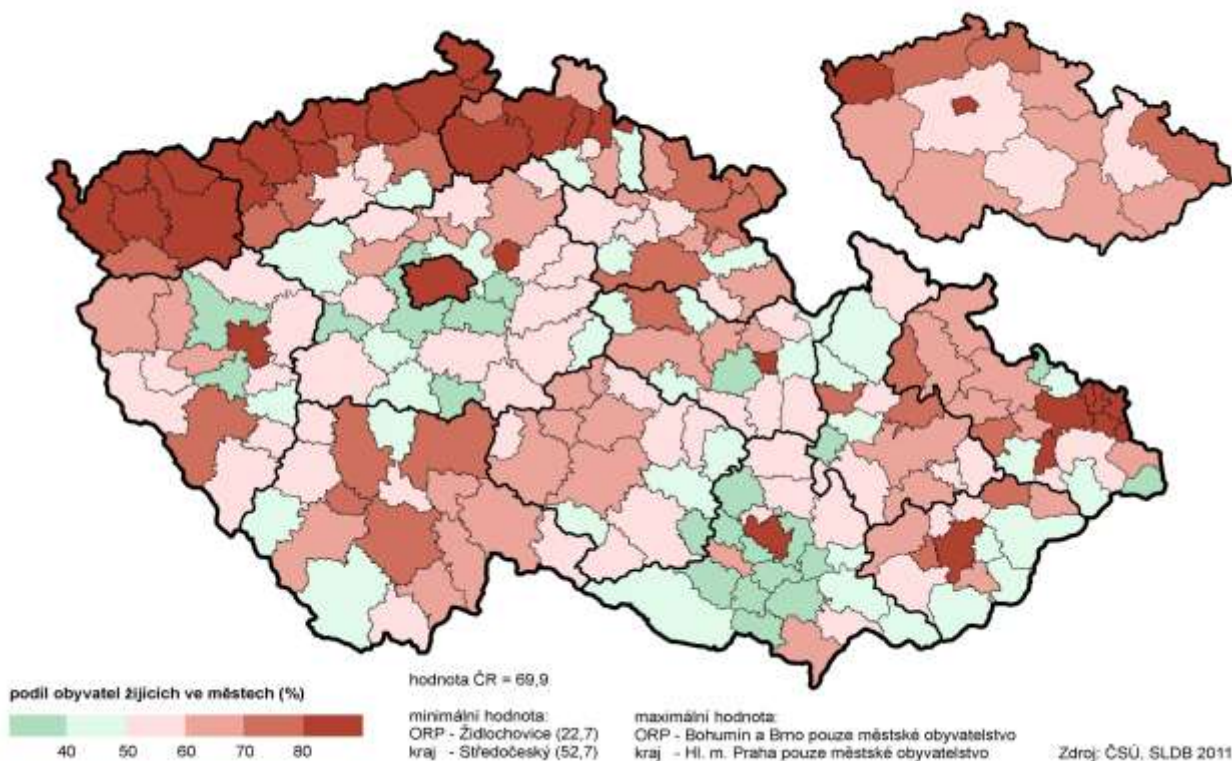 hodnota ČR = 69,9
podíl obyvatel žijících ve městech (%)
40 50 60 70 80
minimální hodnota:
ORP - Židlochovice (22,7)
kraj - Středočeský (52,7)
maximální hodnota:
ORP - Bohumín a Brno pouze městské obyvatelstvo
kraj - Hl. m. Praha pouze městské obyvatelstvo
Zdroj: ČSÚ, SLDB 2011